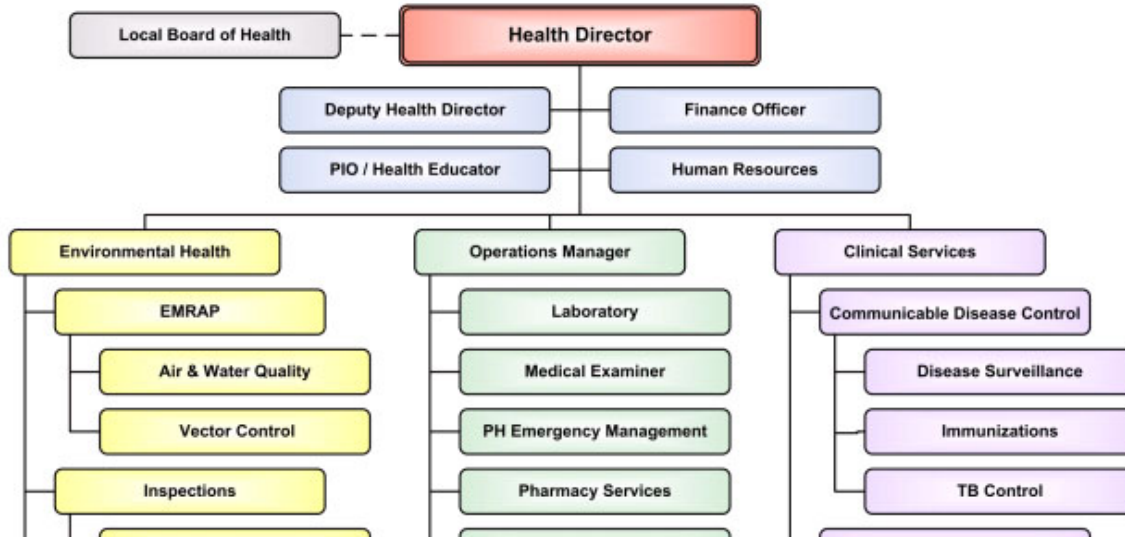 Local Board of Health
Health Director
Deputy Health Director
Finance Officer
PIO / Health Educator
Human Resources
Environmental Health
Operations Manager
Clinical Services
EMRAP
Laboratory
Communicable Disease Control
Air & Water Quality
Medical Examiner
Disease Surveillance
Vector Control
PH Emergency Management
Immunizations
Inspections
Pharmacy Services
TB Control